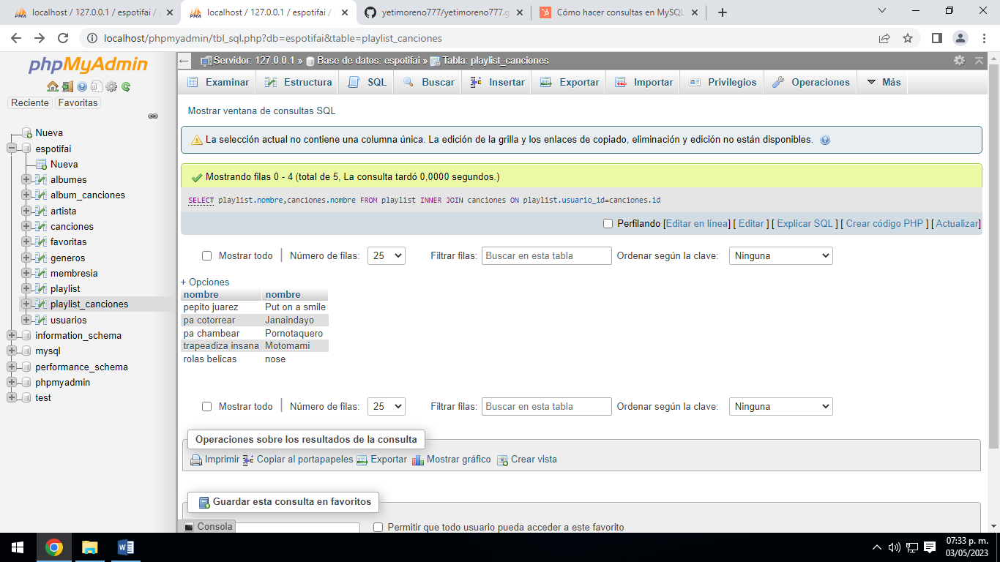 localhost / 127.0.0.1 / espotifai /
localhost / 127.0.0.1 / espotifai /
yetimoreno777/yetimoreno777.g
Cómo hacer consultas en MySQL
localhost/phpmyadmin/tbl_sql.php?db=espotifai&table=playlist_canciones
phpMyAdmin
Reciente Favoritas
Nueva
espotifai
Nueva
albumes
album_canciones
artista
canciones
favoritas
generos
membresia
playlist
playlist_canciones
usuarios
information_schema
mysql
performance_schema
phpmyadmin
test
Servidor: 127.0.0.1 » Base de datos: espotifai » Tabla: playlist_canciones
Examinar Estructura SQL Buscar Insertar Exportar Importar Privilegios Operaciones Más
Mostrar ventana de consultas SQL
La selección actual no contiene una columna única. La edición de la grilla y los enlaces de copiado, eliminación y edición no están disponibles.
Mostrando filas 0 - 4 (total de 5, La consulta tardó 0,0000 segundos.)
SELECT playlist.nombre,canciones.nombre FROM playlist INNER JOIN canciones ON playlist.usuario_id=canciones.id
Perfilando [Editar en línea] [ Editar ] [ Explicar SQL ] [ Crear código PHP ] [ Actualizar]
Mostrar todo | Número de filas: 25 Filtrar filas: Buscar en esta tabla Ordenar según la clave: Ninguna
+ Opciones
nombre nombre
pepito juarez Put on a smile
pa cotorrear Janaindayo
pa chambear Pornotaquero
trapeadiza insana Motomami
rolas belicas nose
Mostrar todo | Número de filas: 25 Filtrar filas: Buscar en esta tabla Ordenar según la clave: Ninguna
Operaciones sobre los resultados de la consulta
Imprimir Copiar al portapapeles Exportar Mostrar gráfico Crear vista
Guardar esta consulta en favoritos
Consola
Permitir que todo usuario pueda acceder a este favorito
07:33 p. m.
03/05/2023